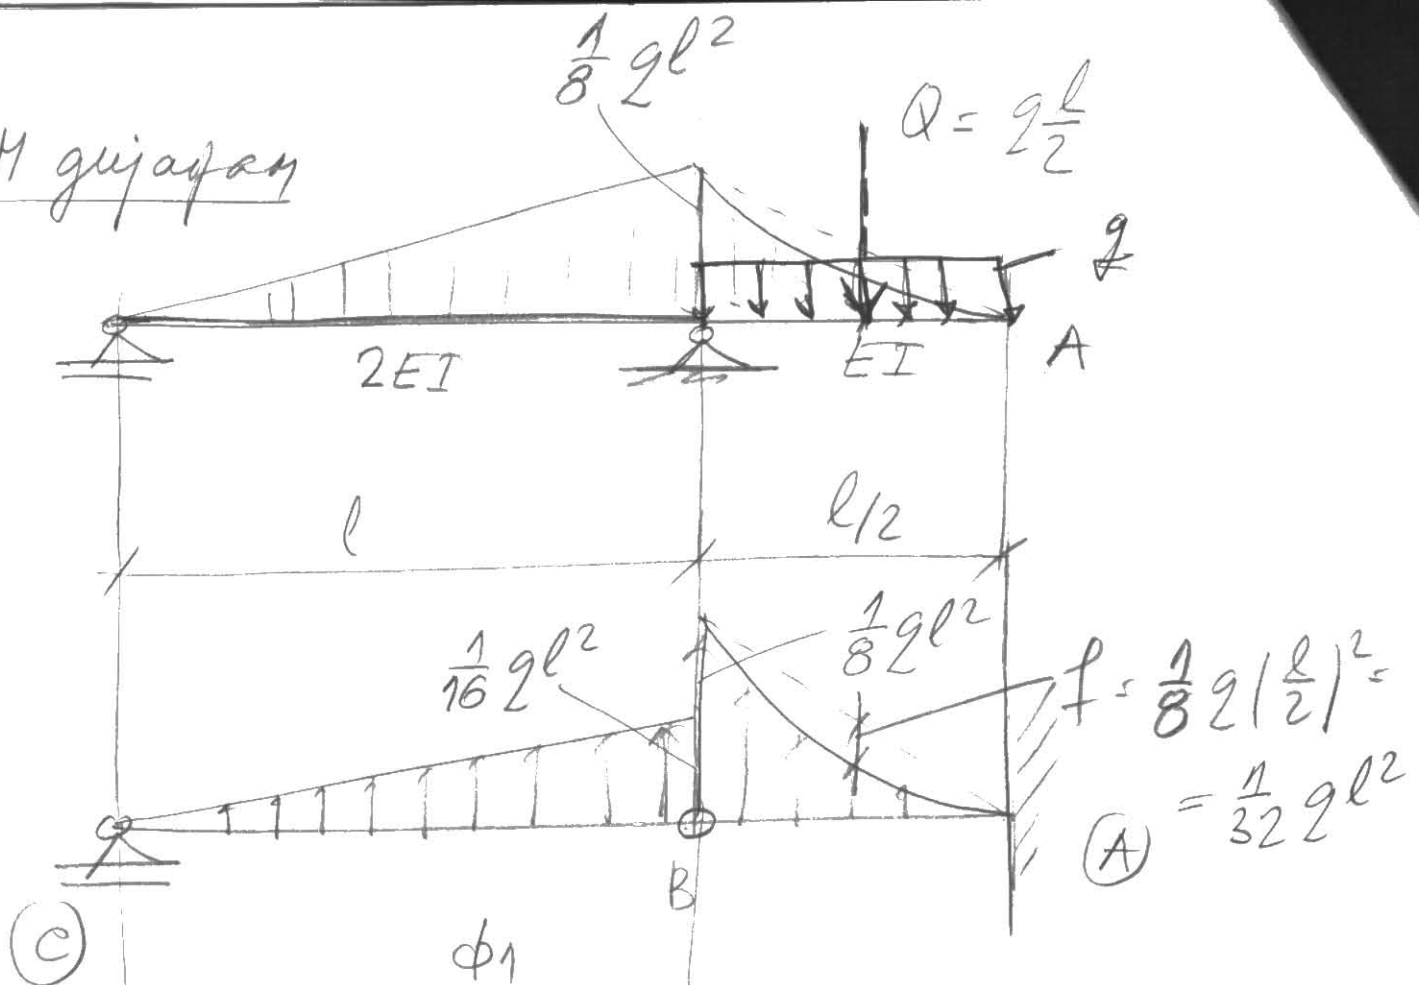 1/8 ql²
M дијаграм
Q = q l/2
q
2EI
EI
A
l
l/2
1/16 ql²
1/8 ql²
f = 1/8 q(l/2)² =
= 1/32 ql²
A
B
C
ϕ1